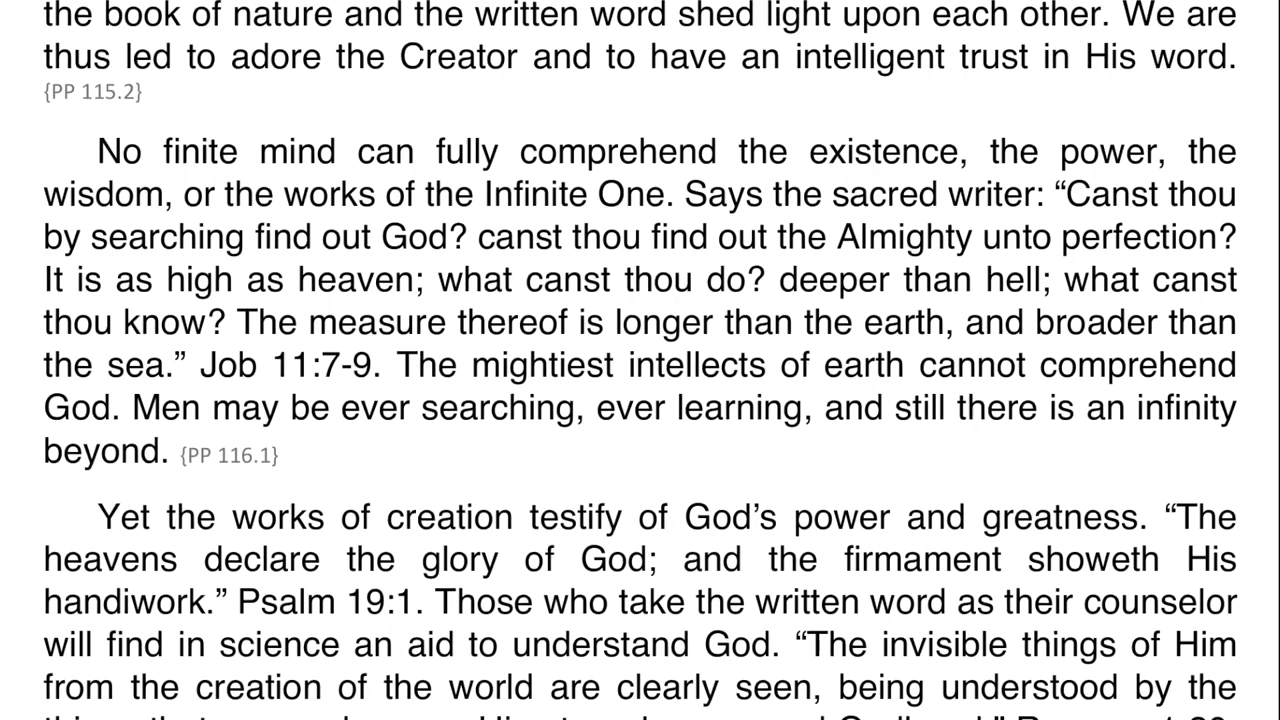 the book of nature and the written word shed light upon each other. We are
thus led to adore the Creator and to have an intelligent trust in His word.
{PP 115.2}
No finite mind can fully comprehend the existence, the power, the
wisdom, or the works of the Infinite One. Says the sacred writer: “Canst thou
by searching find out God? canst thou find out the Almighty unto perfection?
It is as high as heaven; what canst thou do? deeper than hell; what canst
thou know? The measure thereof is longer than the earth, and broader than
the sea.” Job 11:7-9. The mightiest intellects of earth cannot comprehend
God. Men may be ever searching, ever learning, and still there is an infinity
beyond. {PP 116.1}
Yet the works of creation testify of God’s power and greatness. “The
heavens declare the glory of God; and the firmament showeth His
handiwork.” Psalm 19:1. Those who take the written word as their counselor
will find in science an aid to understand God. “The invisible things of Him
from the creation of the world are clearly seen, being understood by the